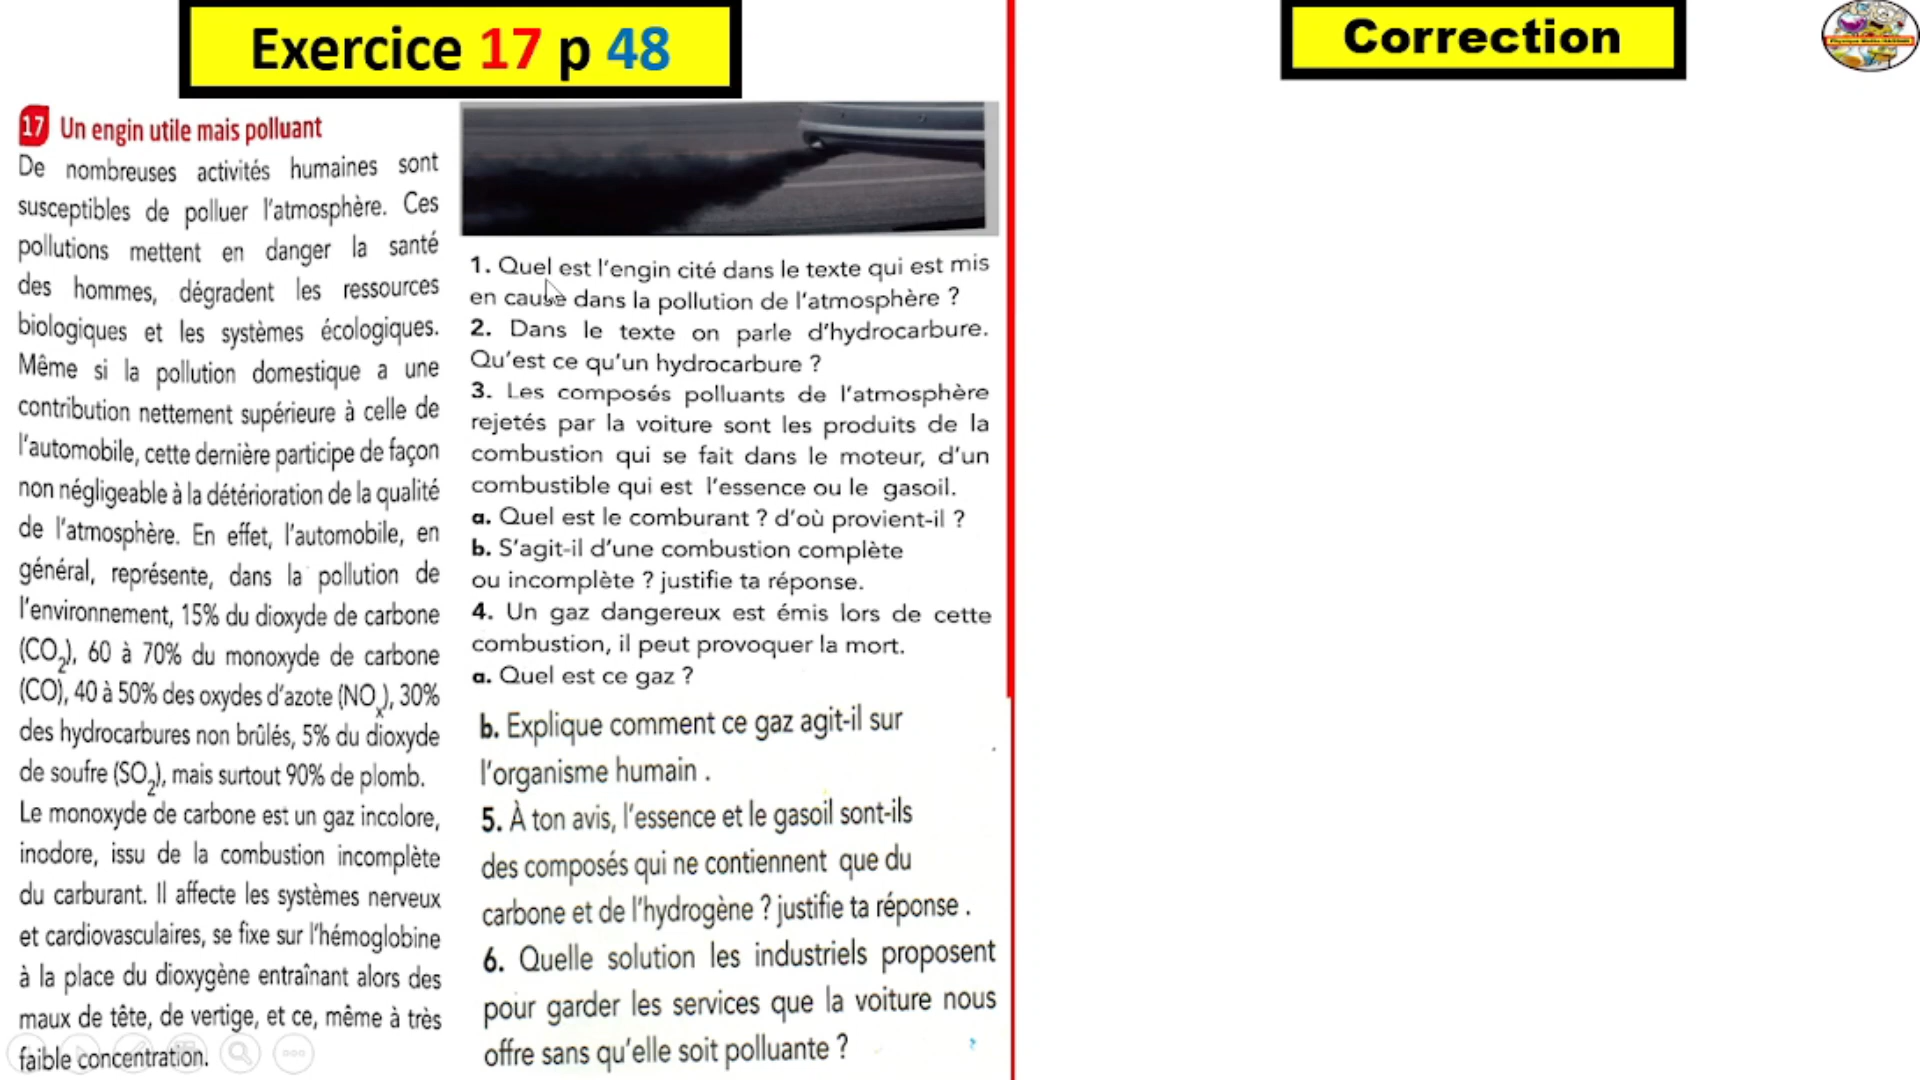 Exercice 17 p 48
Correction
17 Un engin utile mais polluant
De nombreuses activités humaines sont
susceptibles de polluer l'atmosphère. Ces
pollutions mettent en danger la santé
des hommes, dégradent les ressources
biologiques et les systèmes écologiques.
Même si la pollution domestique a une
contribution nettement supérieure à celle de
l'automobile, cette dernière participe de façon
non négligeable à la détérioration de la qualité
de l'atmosphère. En effet, l'automobile, en
général, représente, dans la pollution de
l'environnement, 15% du dioxyde de carbone
(CO₂), 60 à 70% du monoxyde de carbone
(CO), 40 à 50% des oxydes d'azote (NOₓ), 30%
des hydrocarbures non brûlés, 5% du dioxyde
de soufre (SO₂), mais surtout 90% de plomb.
Le monoxyde de carbone est un gaz incolore,
inodore, issu de la combustion incomplète
du carburant. Il affecte les systèmes nerveux
et cardiovasculaires, se fixe sur l'hémoglobine
à la place du dioxygène entraînant alors des
maux de tête, de vertige, et ce, même à très
faible concentration.
1. Quel est l'engin cité dans le texte qui est mis
en cause dans la pollution de l'atmosphère ?
2. Dans le texte on parle d'hydrocarbure.
Qu'est ce qu'un hydrocarbure ?
3. Les composés polluants de l'atmosphère
rejetés par la voiture sont les produits de la
combustion qui se fait dans le moteur, d'un
combustible qui est l'essence ou le gasoil.
a. Quel est le comburant ? d'où provient-il ?
b. S'agit-il d'une combustion complète
ou incomplète ? justifie ta réponse.
4. Un gaz dangereux est émis lors de cette
combustion, il peut provoquer la mort.
a. Quel est ce gaz ?
b. Explique comment ce gaz agit-il sur
l'organisme humain .
5. À ton avis, l'essence et le gasoil sont-ils
des composés qui ne contiennent que du
carbone et de l'hydrogène ? justifie ta réponse .
6. Quelle solution les industriels proposent
pour garder les services que la voiture nous
offre sans qu'elle soit polluante ?